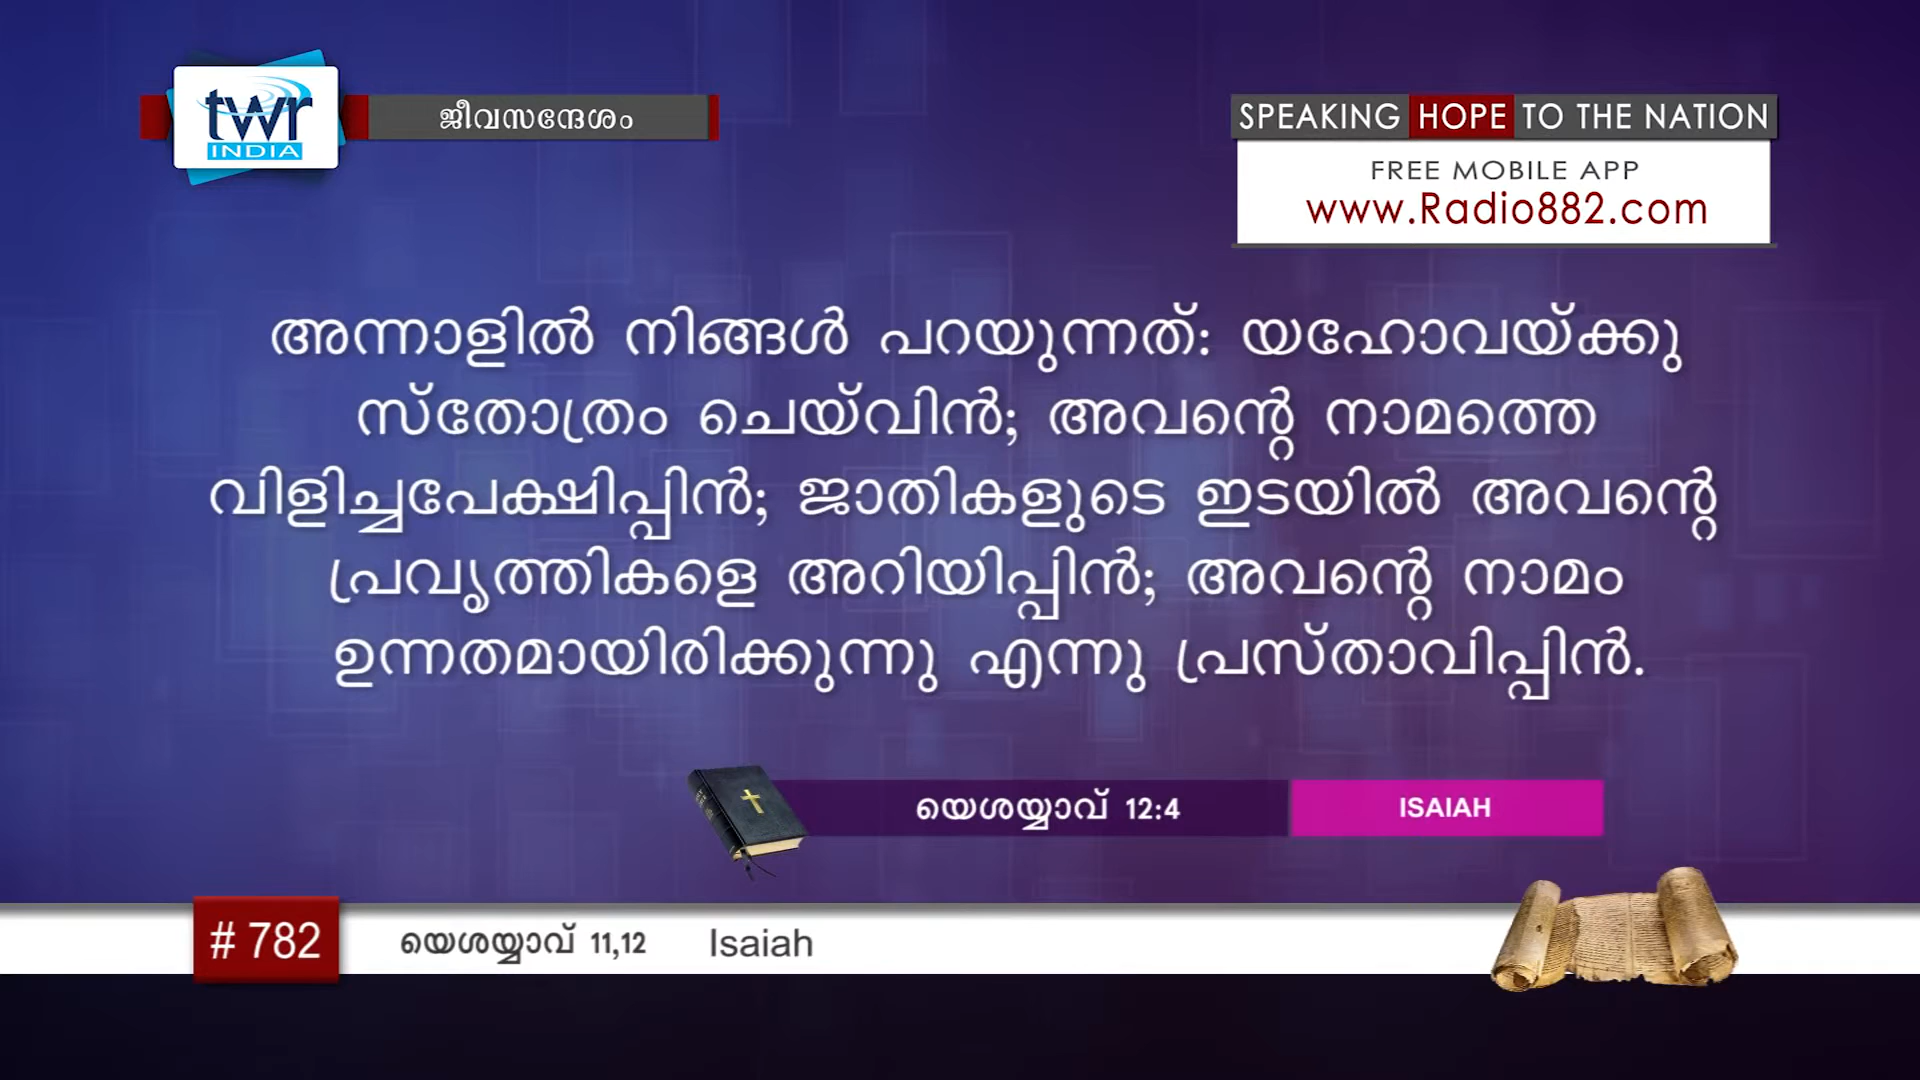 twr
INDIA
ജീവസന്ദേശം
SPEAKING HOPE TO THE NATION
FREE MOBILE APP
www.Radio882.com
അന്നാളിൽ നിങ്ങൾ പറയുന്നത്: യഹോവയ്ക്കു
സ്തോത്രം ചെയ്‌വിൻ; അവന്റെ നാമത്തെ
വിളിച്ചപേക്ഷിപ്പിൻ; ജാതികളുടെ ഇടയിൽ അവന്റെ
പ്രവൃത്തികളെ അറിയിപ്പിൻ; അവന്റെ നാമം
ഉന്നതമായിരിക്കുന്നു എന്നു പ്രസ്താവിപ്പിൻ.
യെശയ്യാവ് 12:4 ISAIAH
# 782 യെശയ്യാവ് 11,12 Isaiah